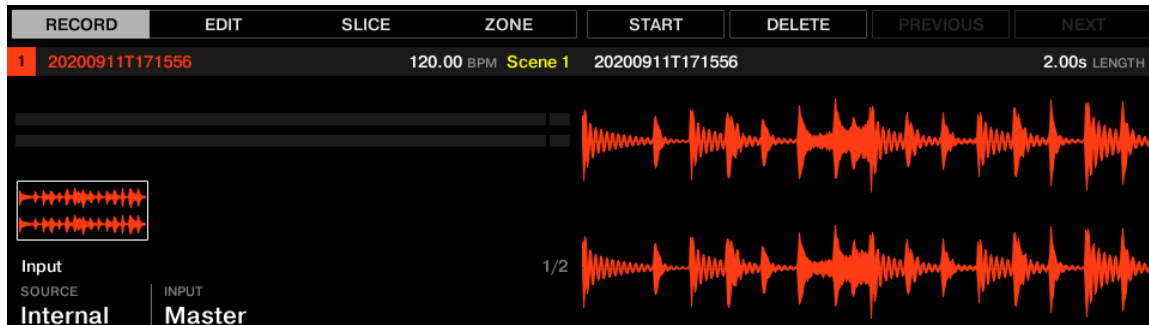 RECORD EDIT SLICE ZONE START DELETE PREVIOUS NEXT
1 20200911T171556 120.00 BPM Scene 1 20200911T171556 2.00s LENGTH
Input 1/2
SOURCE INPUT
Internal Master